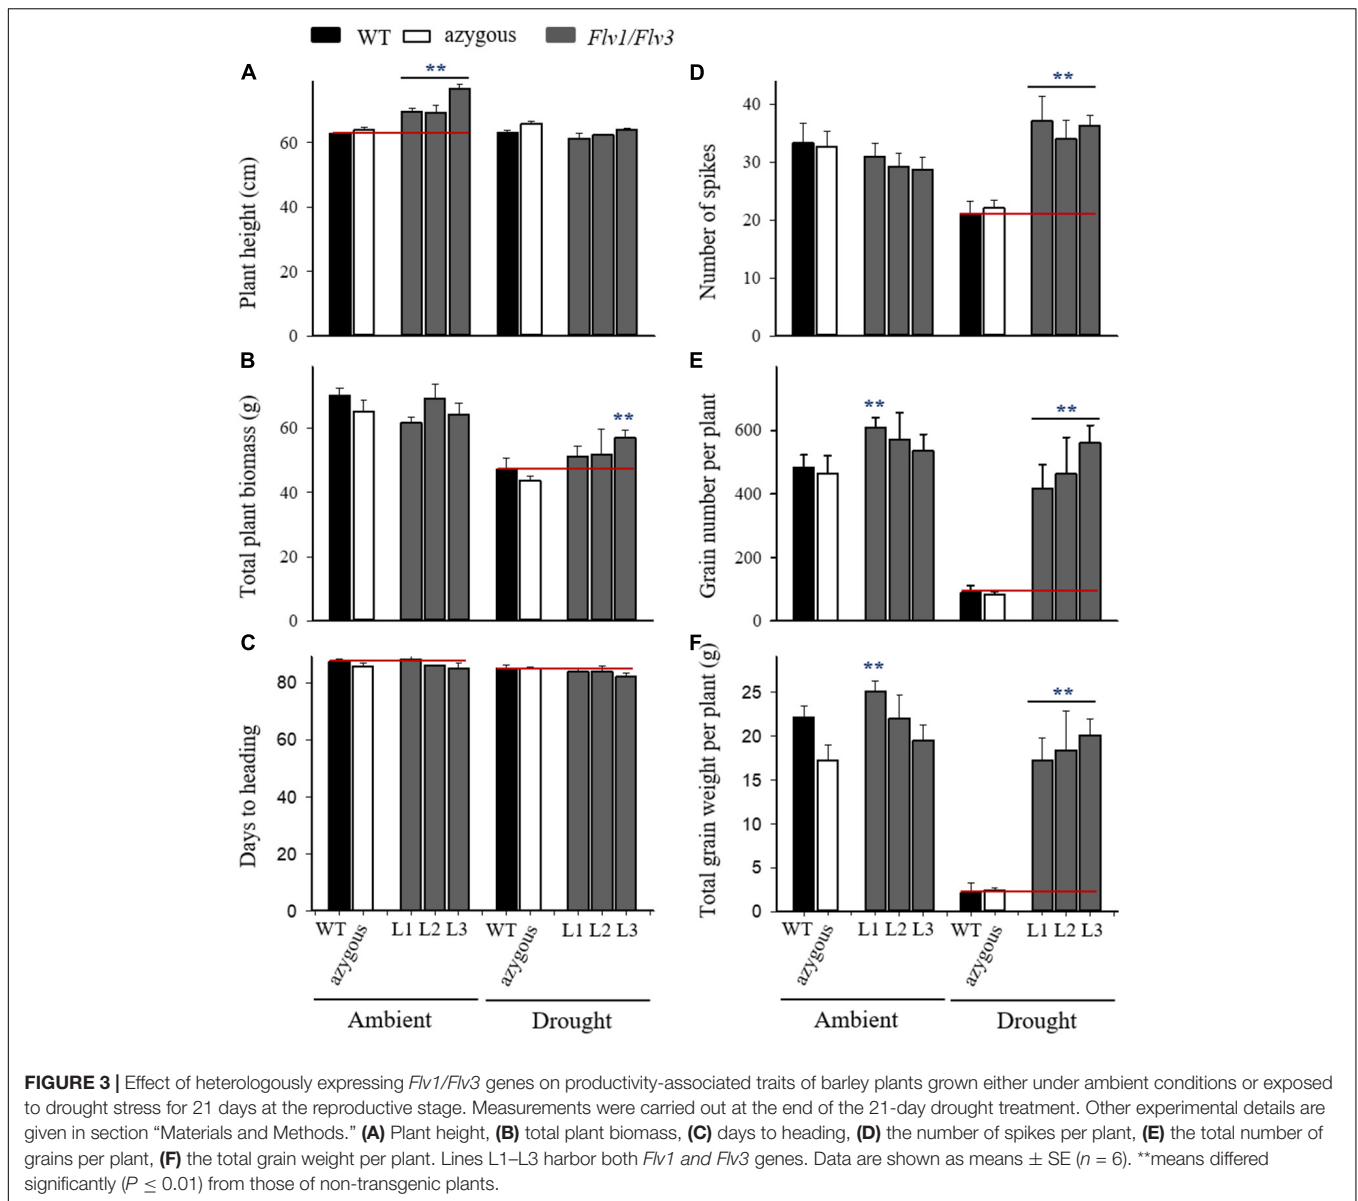 WT azygous Flv1/Flv3
A
**
Plant height (cm)
60
40
20
0
B
**
Total plant biomass (g)
60
40
20
0
C
Days to heading
80
60
40
20
0
WT azygous L1 L2 L3 WT azygous L1 L2 L3
Ambient Drought
D
**
Number of spikes
40
30
20
10
0
E
** **
Grain number per plant
600
400
200
0
F
** **
Total grain weight per plant (g)
25
20
15
10
5
0
WT azygous L1 L2 L3 WT azygous L1 L2 L3
Ambient Drought
FIGURE 3 | Effect of heterologously expressing Flv1/Flv3 genes on productivity-associated traits of barley plants grown either under ambient conditions or exposed
to drought stress for 21 days at the reproductive stage. Measurements were carried out at the end of the 21-day drought treatment. Other experimental details are
given in section “Materials and Methods.” (A) Plant height, (B) total plant biomass, (C) days to heading, (D) the number of spikes per plant, (E) the total number of
grains per plant, (F) the total grain weight per plant. Lines L1–L3 harbor both Flv1 and Flv3 genes. Data are shown as means ± SE (n = 6). **means differed
significantly (P ≤ 0.01) from those of non-transgenic plants.